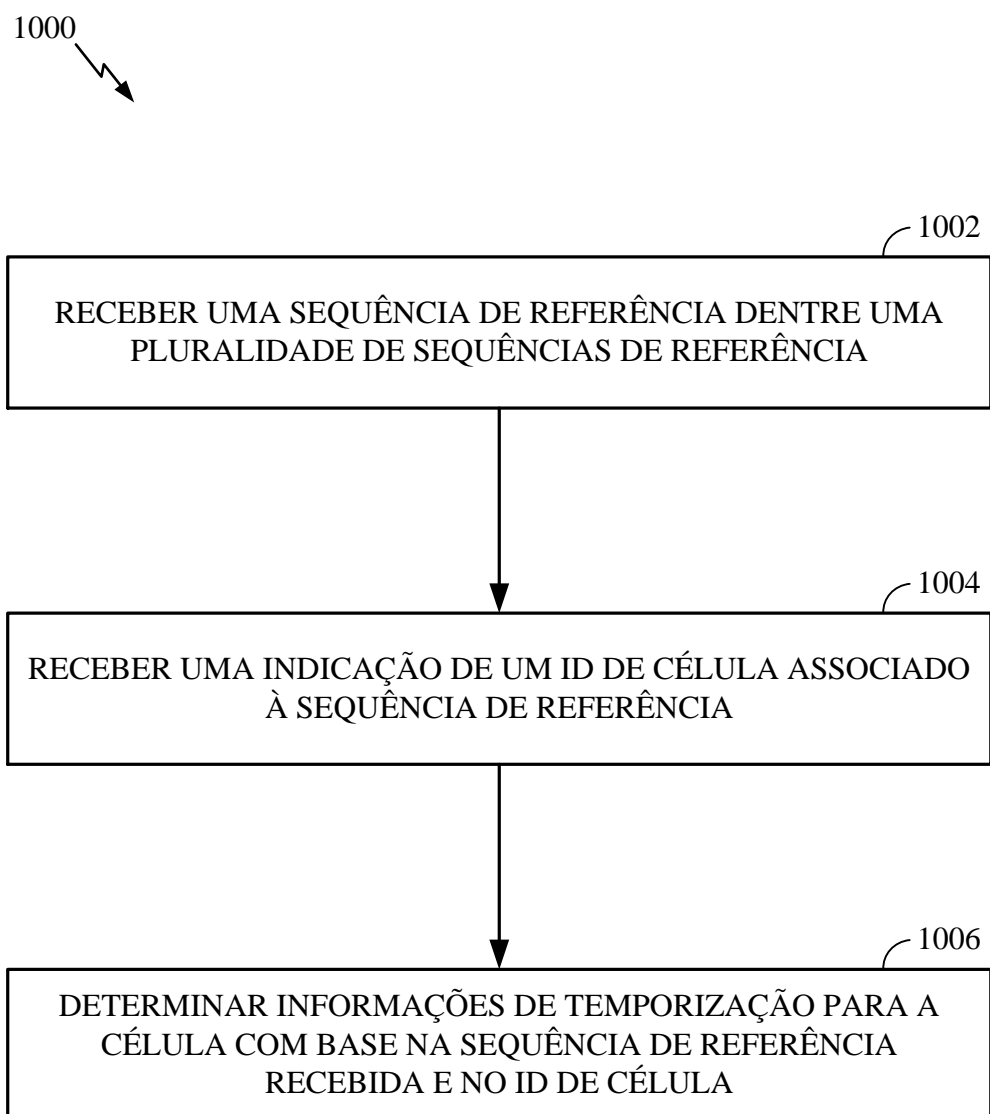 1000
1002
RECEBER UMA SEQUÊNCIA DE REFERÊNCIA DENTRE UMA
PLURALIDADE DE SEQUÊNCIAS DE REFERÊNCIA
1004
RECEBER UMA INDICAÇÃO DE UM ID DE CÉLULA ASSOCIADO
À SEQUÊNCIA DE REFERÊNCIA
1006
DETERMINAR INFORMAÇÕES DE TEMPORIZAÇÃO PARA A
CÉLULA COM BASE NA SEQUÊNCIA DE REFERÊNCIA
RECEBIDA E NO ID DE CÉLULA